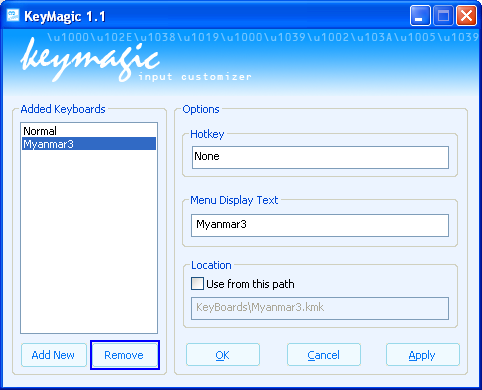 KeyMagic 1.1
\u1000\u102E\u1038\u1019\u1000\u1039\u1002\u103A\u1005\u1039
keymagic
input customizer
Added Keyboards
Normal
Myanmar3
Add New
Remove
Options
Hotkey
None
Menu Display Text
Myanmar3
Location
Use from this path
KeyBoards\Myanmar3.kmk
OK
Cancel
Apply